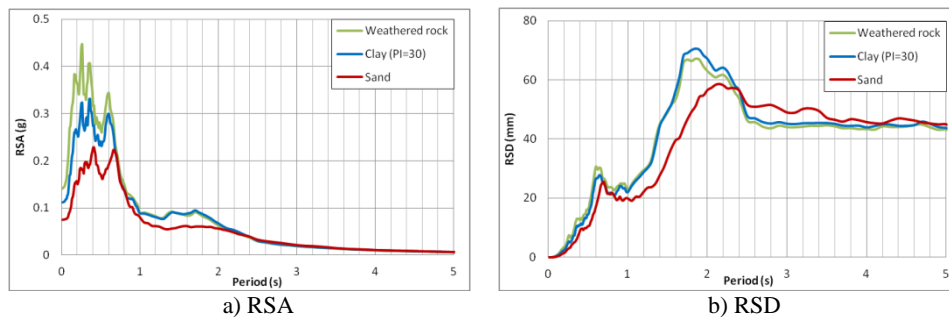 0.5
0.4
0.3
0.2
0.1
0
RSA (g)
0 1 2 3 4 5
Period (s)
Weathered rock
Clay (PI=30)
Sand
a) RSA
80
60
40
20
0
RSD (mm)
0 1 2 3 4 5
Period (s)
Weathered rock
Clay (PI=30)
Sand
b) RSD